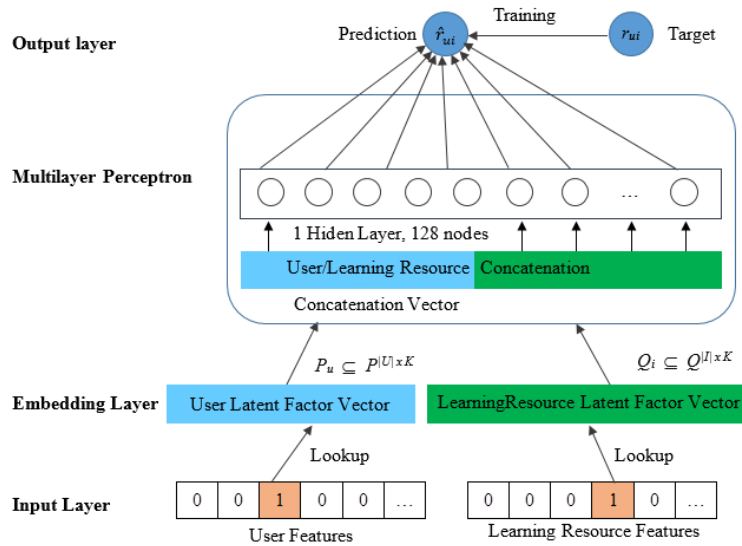 Output layer
Prediction
r̂ui
Training
rui
Target
Multilayer Perceptron
...
1 Hiden Layer, 128 nodes
User/Learning Resource Concatenation
Concatenation Vector
Pu ⊆ P|U|xK
Qi ⊆ Q|I|xK
Embedding Layer
User Latent Factor Vector
LearningResource Latent Factor Vector
Lookup
Lookup
Input Layer
0 0 1 0 0 ...
0 0 0 1 0 ...
User Features
Learning Resource Features